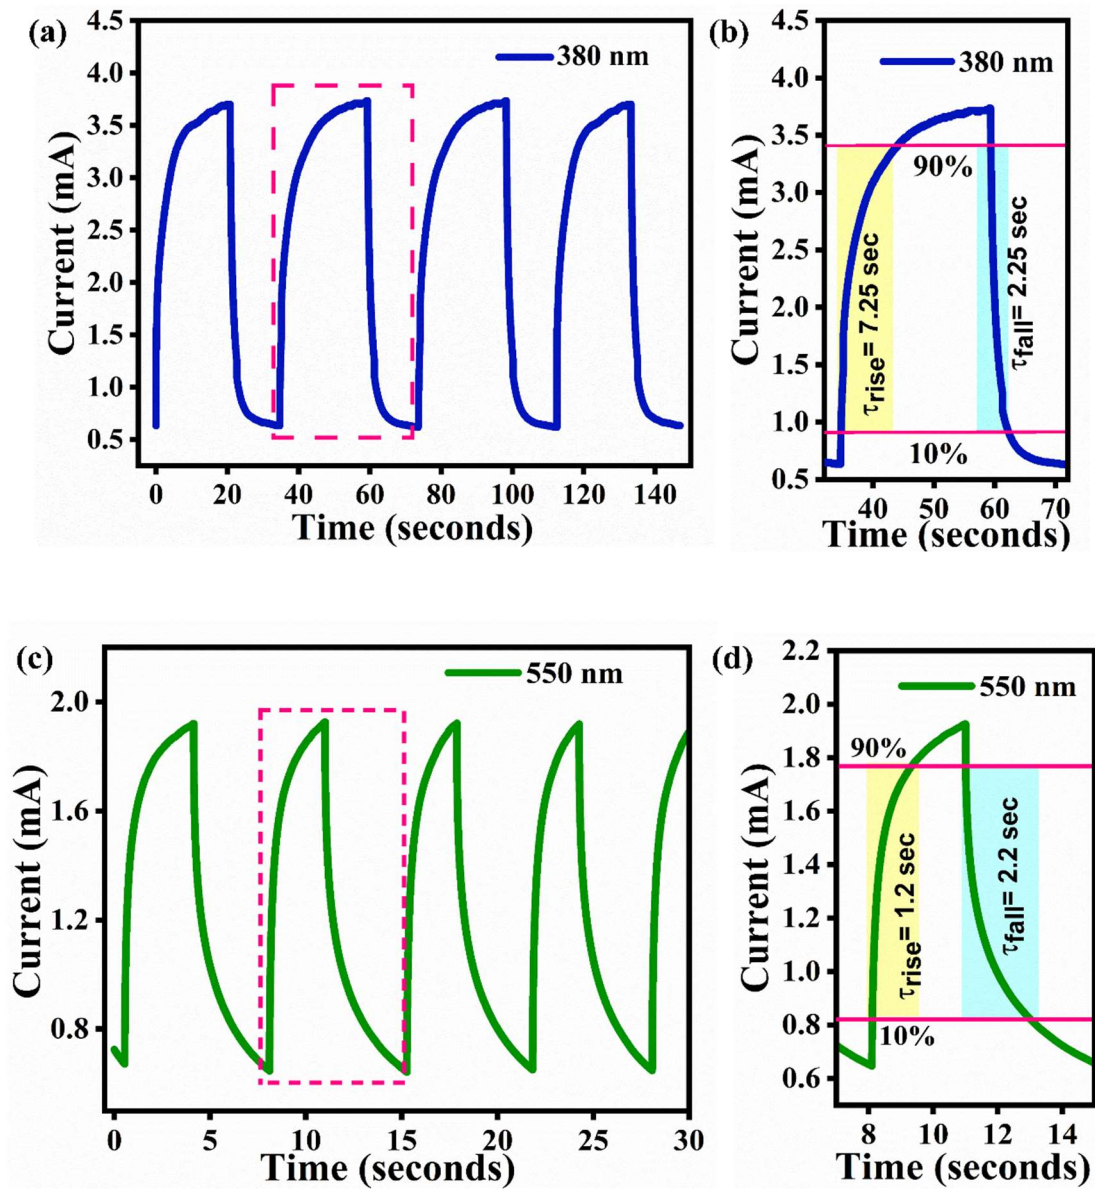 (a)
380 nm
4.5
4.0
3.5
3.0
2.5
2.0
1.5
1.0
0.5
Current (mA)
0 20 40 60 80 100 120 140
Time (seconds)
(b)
380 nm
4.5
4.0
3.5
3.0
2.5
2.0
1.5
1.0
0.5
Current (mA)
90%
τrise= 7.25 sec
τfall= 2.25 sec
10%
40 50 60 70
Time (seconds)
(c)
550 nm
2.0
1.6
1.2
0.8
Current (mA)
0 5 10 15 20 25 30
Time (seconds)
(d)
550 nm
2.2
2.0
1.8
1.6
1.4
1.2
1.0
0.8
0.6
Current (mA)
90%
τrise= 1.2 sec
τfall= 2.2 sec
10%
8 10 12 14
Time (seconds)